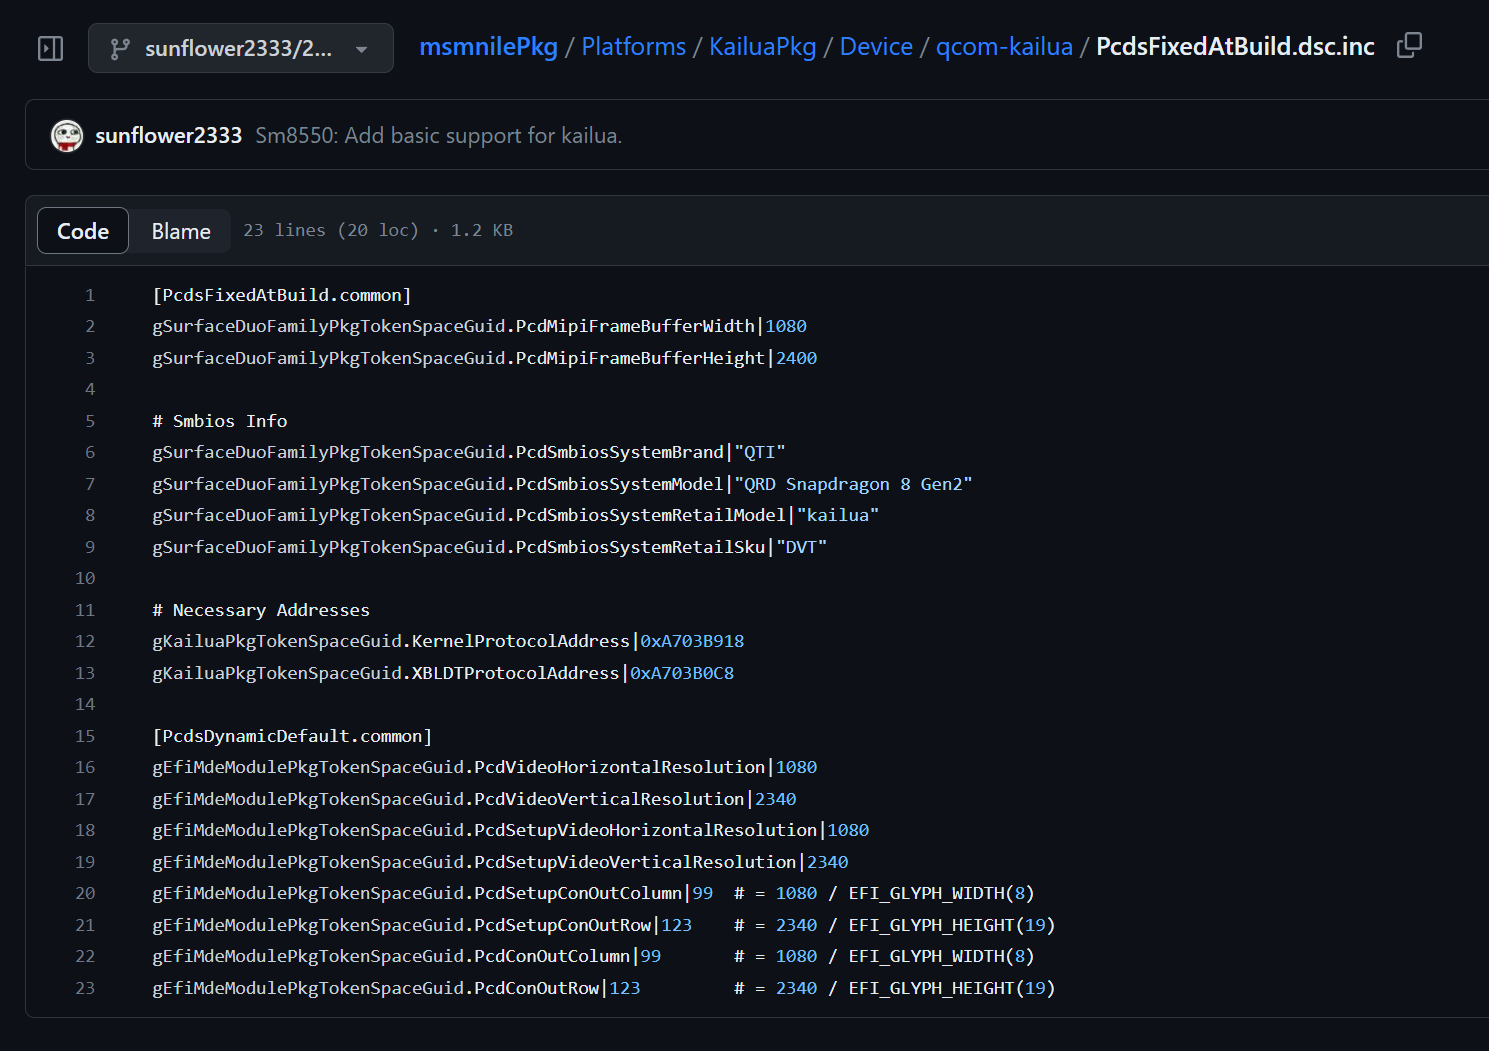 sunflower2333/2... msmnilePkg / Platforms / KailuaPkg / Device / qcom-kailua / PcdsFixedAtBuild.dsc.inc
sunflower2333 Sm8550: Add basic support for kailua.
Code Blame 23 lines (20 loc) · 1.2 KB
1 [PcdsFixedAtBuild.common]
2 gSurfaceDuoFamilyPkgTokenSpaceGuid.PcdMipiFrameBufferWidth|1080
3 gSurfaceDuoFamilyPkgTokenSpaceGuid.PcdMipiFrameBufferHeight|2400
4
5 # Smbios Info
6 gSurfaceDuoFamilyPkgTokenSpaceGuid.PcdSmbiosSystemBrand|"QTI"
7 gSurfaceDuoFamilyPkgTokenSpaceGuid.PcdSmbiosSystemModel|"QRD Snapdragon 8 Gen2"
8 gSurfaceDuoFamilyPkgTokenSpaceGuid.PcdSmbiosSystemRetailModel|"kailua"
9 gSurfaceDuoFamilyPkgTokenSpaceGuid.PcdSmbiosSystemRetailSku|"DVT"
10
11 # Necessary Addresses
12 gKailuaPkgTokenSpaceGuid.KernelProtocolAddress|0xA703B918
13 gKailuaPkgTokenSpaceGuid.XBLDTProtocolAddress|0xA703B0C8
14
15 [PcdsDynamicDefault.common]
16 gEfiMdeModulePkgTokenSpaceGuid.PcdVideoHorizontalResolution|1080
17 gEfiMdeModulePkgTokenSpaceGuid.PcdVideoVerticalResolution|2340
18 gEfiMdeModulePkgTokenSpaceGuid.PcdSetupVideoHorizontalResolution|1080
19 gEfiMdeModulePkgTokenSpaceGuid.PcdSetupVideoVerticalResolution|2340
20 gEfiMdeModulePkgTokenSpaceGuid.PcdSetupConOutColumn|99 # = 1080 / EFI_GLYPH_WIDTH(8)
21 gEfiMdeModulePkgTokenSpaceGuid.PcdSetupConOutRow|123 # = 2340 / EFI_GLYPH_HEIGHT(19)
22 gEfiMdeModulePkgTokenSpaceGuid.PcdConOutColumn|99 # = 1080 / EFI_GLYPH_WIDTH(8)
23 gEfiMdeModulePkgTokenSpaceGuid.PcdConOutRow|123 # = 2340 / EFI_GLYPH_HEIGHT(19)